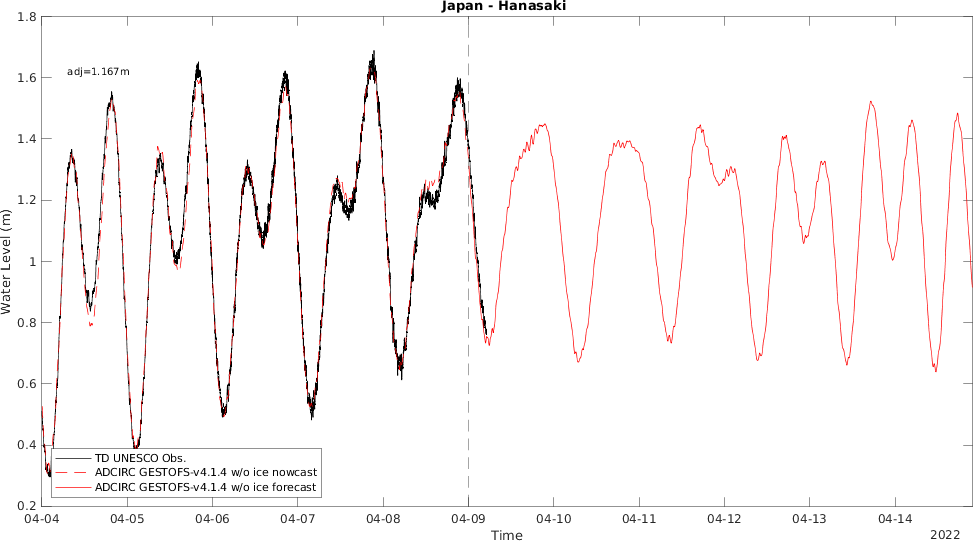 Japan - Hanasaki
1.8
1.6
1.4
1.2
1
0.8
0.6
0.4
0.2
Water Level (m)
adj=1.167m
TD UNESCO Obs.
ADCIRC GESTOFS-v4.1.4 w/o ice nowcast
ADCIRC GESTOFS-v4.1.4 w/o ice forecast
04-04 04-05 04-06 04-07 04-08 04-09 04-10 04-11 04-12 04-13 04-14
Time
2022